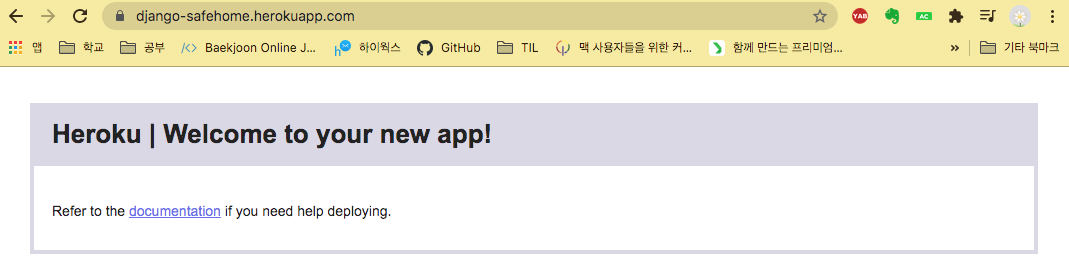 django-safehome.herokuapp.com
YAB
AC
앱 학교 공부 </> Baekjoon Online J... h 하이웍스 GitHub TIL 맥 사용자들을 위한 커... 함께 만드는 프리미엄... » 기타 북마크
Heroku | Welcome to your new app!
Refer to the documentation if you need help deploying.